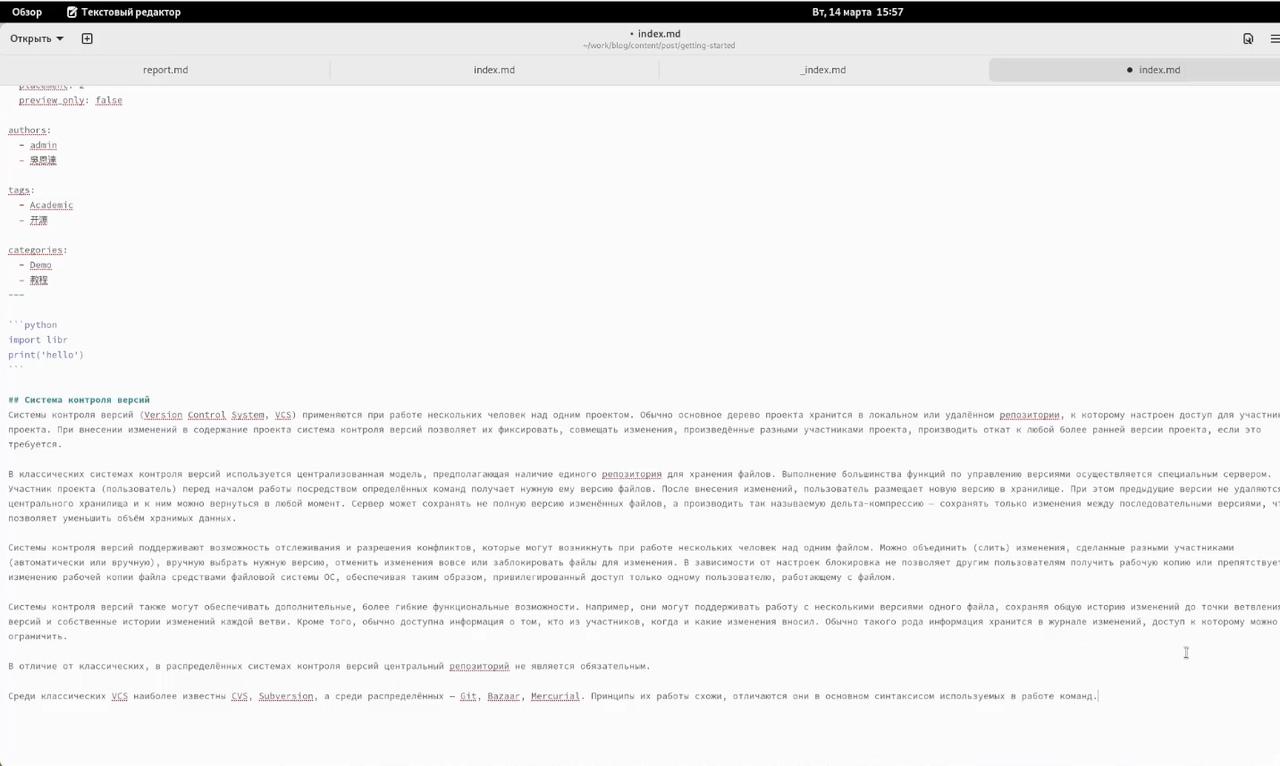 Обзор
Текстовый редактор
Вт, 14 марта 15:57
Открыть
• index.md
~/work/blog/content/post/getting-started
report.md
index.md
_index.md
● index.md
placement: 2
preview_only: false
authors:
- admin
- 吳恩達
tags:
- Academic
- 开源
categories:
- Demo
- 教程
---
```python
import libr
print('hello')
```
## Система контроля версий
Системы контроля версий (Version Control System, VCS) применяются при работе нескольких человек над одним проектом. Обычно основное дерево проекта хранится в локальном или удалённом репозитории, к которому настроен доступ для участник
проекта. При внесении изменений в содержание проекта система контроля версий позволяет их фиксировать, совмещать изменения, произведённые разными участниками проекта, производить откат к любой более ранней версии проекта, если это
требуется.
В классических системах контроля версий используется централизованная модель, предполагающая наличие единого репозитория для хранения файлов. Выполнение большинства функций по управлению версиями осуществляется специальным сервером.
Участник проекта (пользователь) перед началом работы посредством определённых команд получает нужную ему версию файлов. После внесения изменений, пользователь размещает новую версию в хранилище. При этом предыдущие версии не удаляются
центрального хранилища и к ним можно вернуться в любой момент. Сервер может сохранять не полную версию изменённых файлов, а производить так называемую дельта-компрессию — сохранять только изменения между последовательными версиями, чт
позволяет уменьшить объём хранимых данных.
Системы контроля версий поддерживают возможность отслеживания и разрешения конфликтов, которые могут возникнуть при работе нескольких человек над одним файлом. Можно объединить (слить) изменения, сделанные разными участниками
(автоматически или вручную), вручную выбрать нужную версию, отменить изменения вовсе или заблокировать файлы для изменения. В зависимости от настроек блокировка не позволяет другим пользователям получить рабочую копию или препятствуе
изменению рабочей копии файла средствами файловой системы ОС, обеспечивая таким образом, привилегированный доступ только одному пользователю, работающему с файлом.
Системы контроля версий также могут обеспечивать дополнительные, более гибкие функциональные возможности. Например, они могут поддерживать работу с несколькими версиями одного файла, сохраняя общую историю изменений до точки ветвления
версий и собственные истории изменений каждой ветви. Кроме того, обычно доступна информация о том, кто из участников, когда и какие изменения вносил. Обычно такого рода информация хранится в журнале изменений, доступ к которому можно
ограничить.
В отличие от классических, в распределённых системах контроля версий центральный репозиторий не является обязательным.
Среди классических VCS наиболее известны CVS, Subversion, а среди распределённых — Git, Bazaar, Mercurial. Принципы их работы схожи, отличаются они в основном синтаксисом используемых в работе команд.